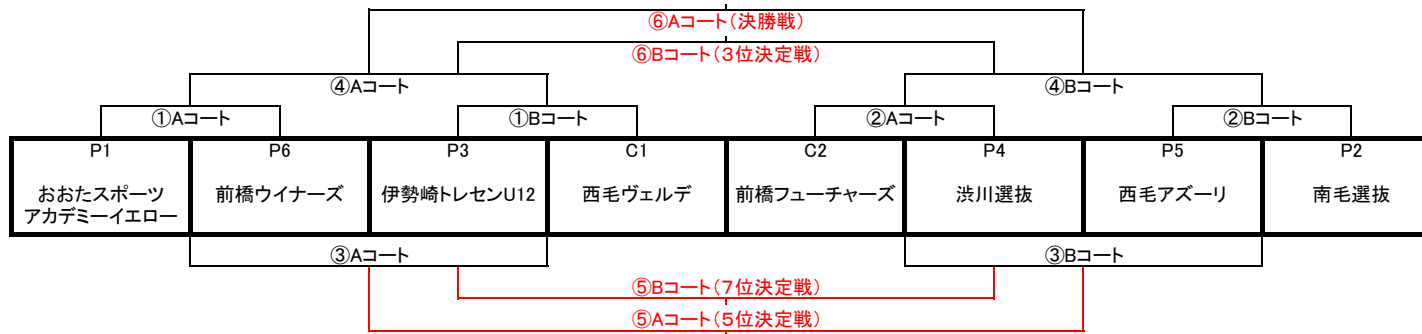 ⑥Aコート(決勝戦)
⑥Bコート(3位決定戦)
④Aコート
④Bコート
①Aコート
①Bコート
②Aコート
②Bコート
P1
P6
P3
C1
C2
P4
P5
P2
おおたスポーツ
アカデミーイエロー
前橋ウイナーズ
伊勢崎トレセンU12
西毛ヴェルデ
前橋フューチャーズ
渋川選抜
西毛アズーリ
南毛選抜
③Aコート
③Bコート
⑤Bコート(7位決定戦)
⑤Aコート(5位決定戦)